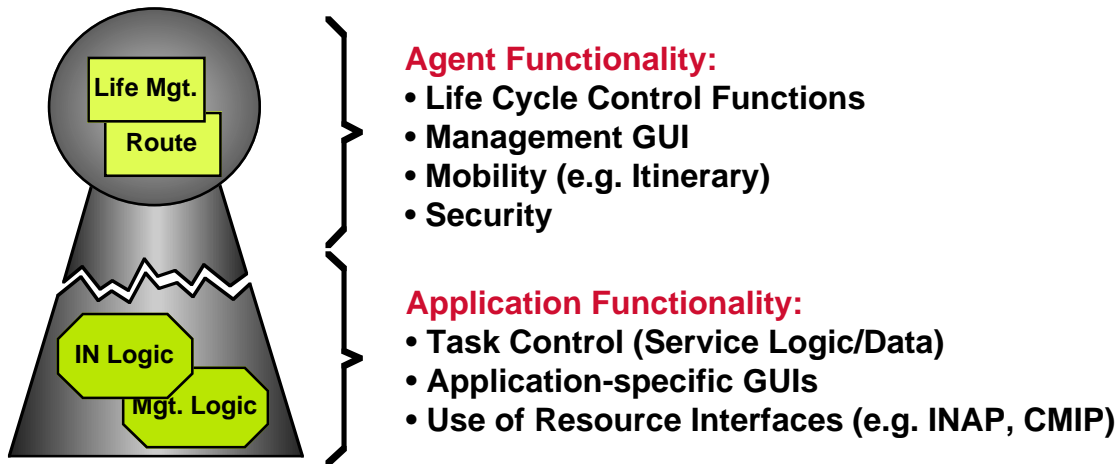 Life Mgt.
Route
IN Logic
Mgt. Logic
Agent Functionality:
• Life Cycle Control Functions
• Management GUI
• Mobility (e.g. Itinerary)
• Security
Application Functionality:
• Task Control (Service Logic/Data)
• Application-specific GUIs
• Use of Resource Interfaces (e.g. INAP, CMIP)